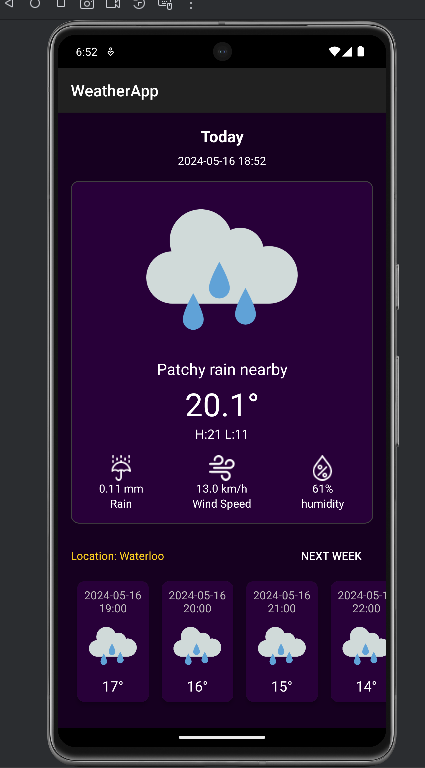 6:52
WeatherApp
Today
2024-05-16 18:52
Patchy rain nearby
20.1°
H:21 L:11
0.11 mm 13.0 km/h 61%
Rain Wind Speed humidity
Location: Waterloo NEXT WEEK
2024-05-16 2024-05-16 2024-05-16 2024-05-1
19:00 20:00 21:00 22:00
17° 16° 15° 14°